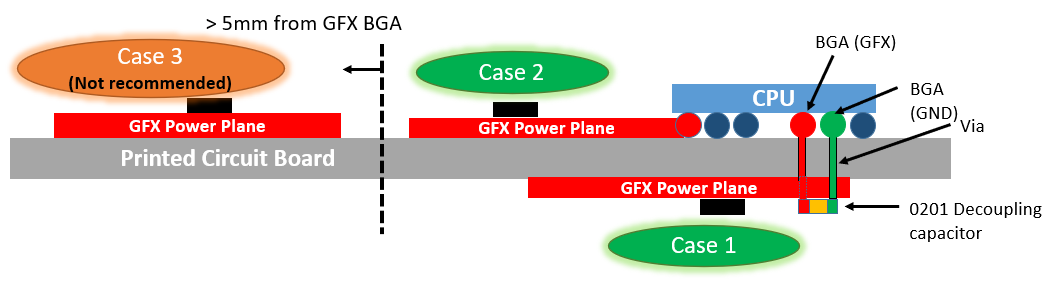 > 5mm from GFX BGA
Case 3
(Not recommended)
Case 2
BGA (GFX)
CPU
BGA
(GND)
Via
GFX Power Plane
GFX Power Plane
Printed Circuit Board
GFX Power Plane
0201 Decoupling
capacitor
Case 1